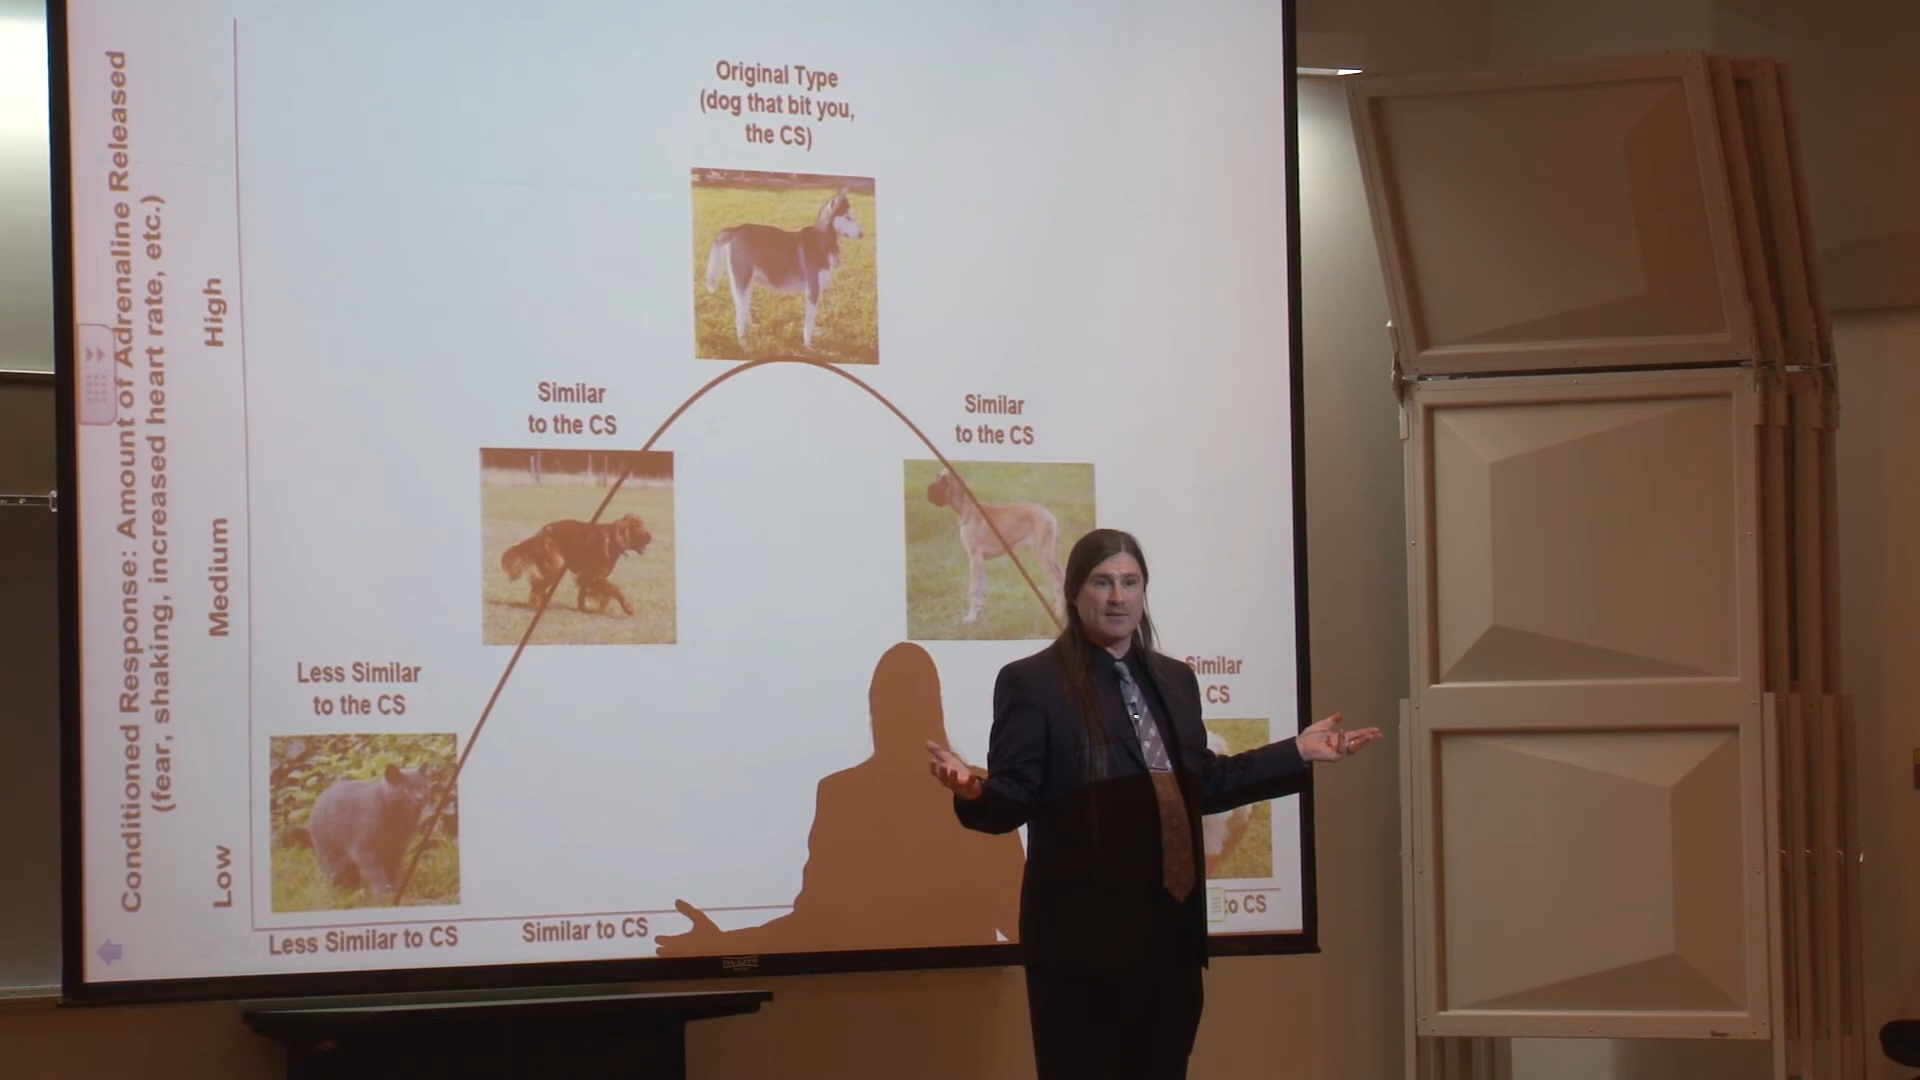 Conditioned Response: Amount of Adrenaline Released
(fear, shaking, increased heart rate, etc.)
High
Medium
Low
Original Type
(dog that bit you,
the CS)
Similar
to the CS
Similar
to the CS
Less Similar
to the CS
Similar
CS
Less Similar to CS
Similar to CS
to CS